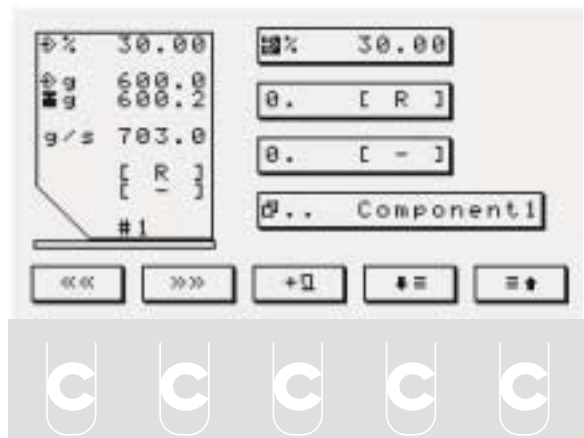 % 30.00
g 600.0
g 600.2
g/s 703.0
[ R ]
[ - ]
#1
% 30.00
0. [ R ]
0. [ - ]
.. Component1
<<<< >>>> +
C C C C C